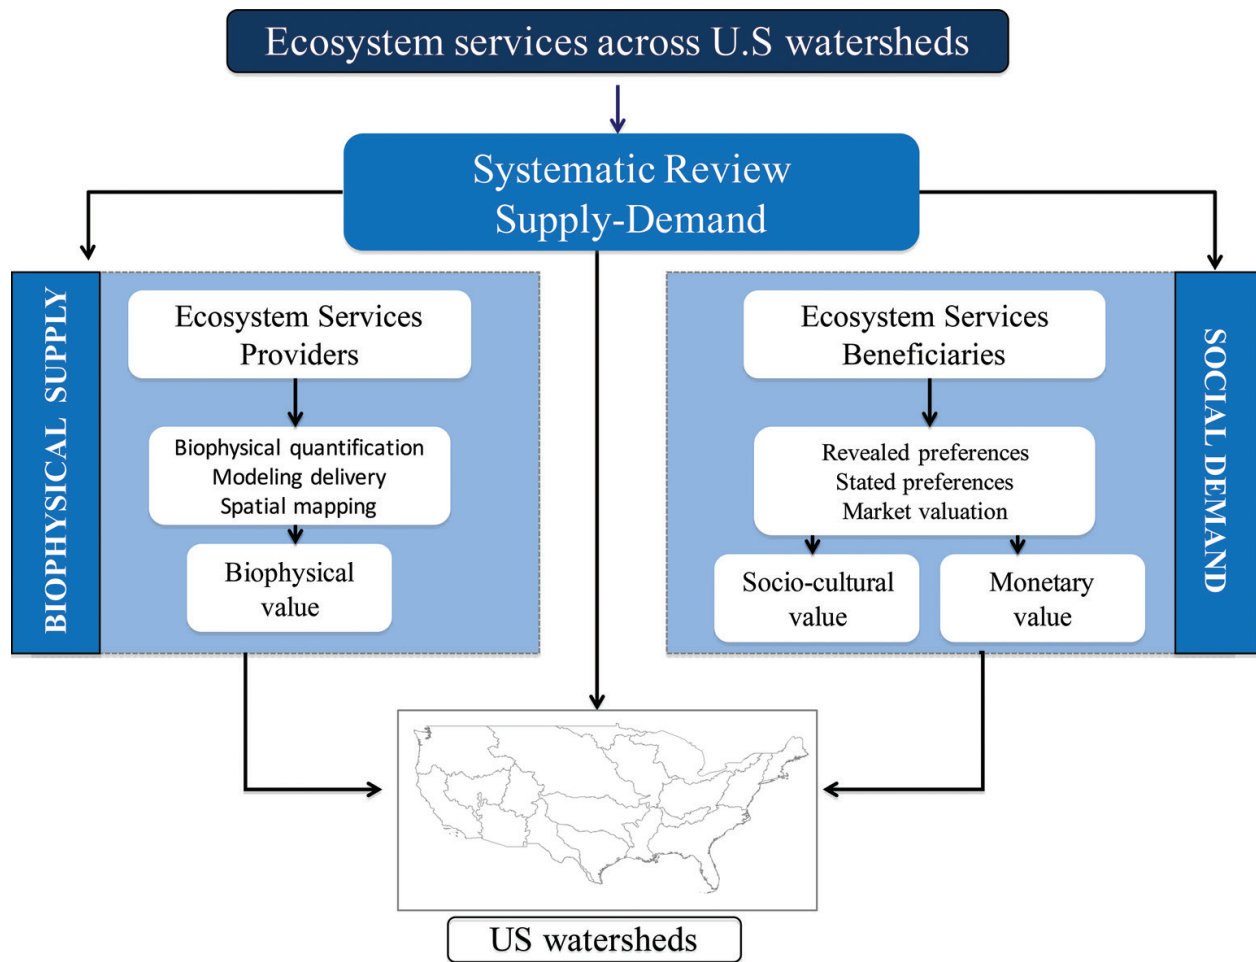 Ecosystem services across U.S watersheds
Systematic Review
Supply-Demand
BIOPHYSICAL SUPPLY
Ecosystem Services
Providers
Biophysical quantification
Modeling delivery
Spatial mapping
Biophysical
value
Ecosystem Services
Beneficiaries
Revealed preferences
Stated preferences
Market valuation
Socio-cultural
value
Monetary
value
SOCIAL DEMAND
US watersheds